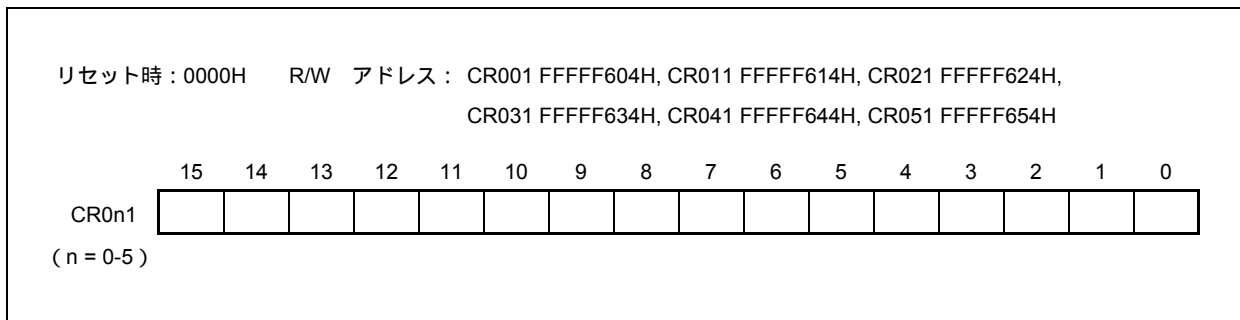 リセット時：0000H R/W アドレス： CR001 FFFFF604H, CR011 FFFFF614H, CR021 FFFFF624H,
CR031 FFFFF634H, CR041 FFFFF644H, CR051 FFFFF654H
15 14 13 12 11 10 9 8 7 6 5 4 3 2 1 0
CR0n1
（n = 0-5）